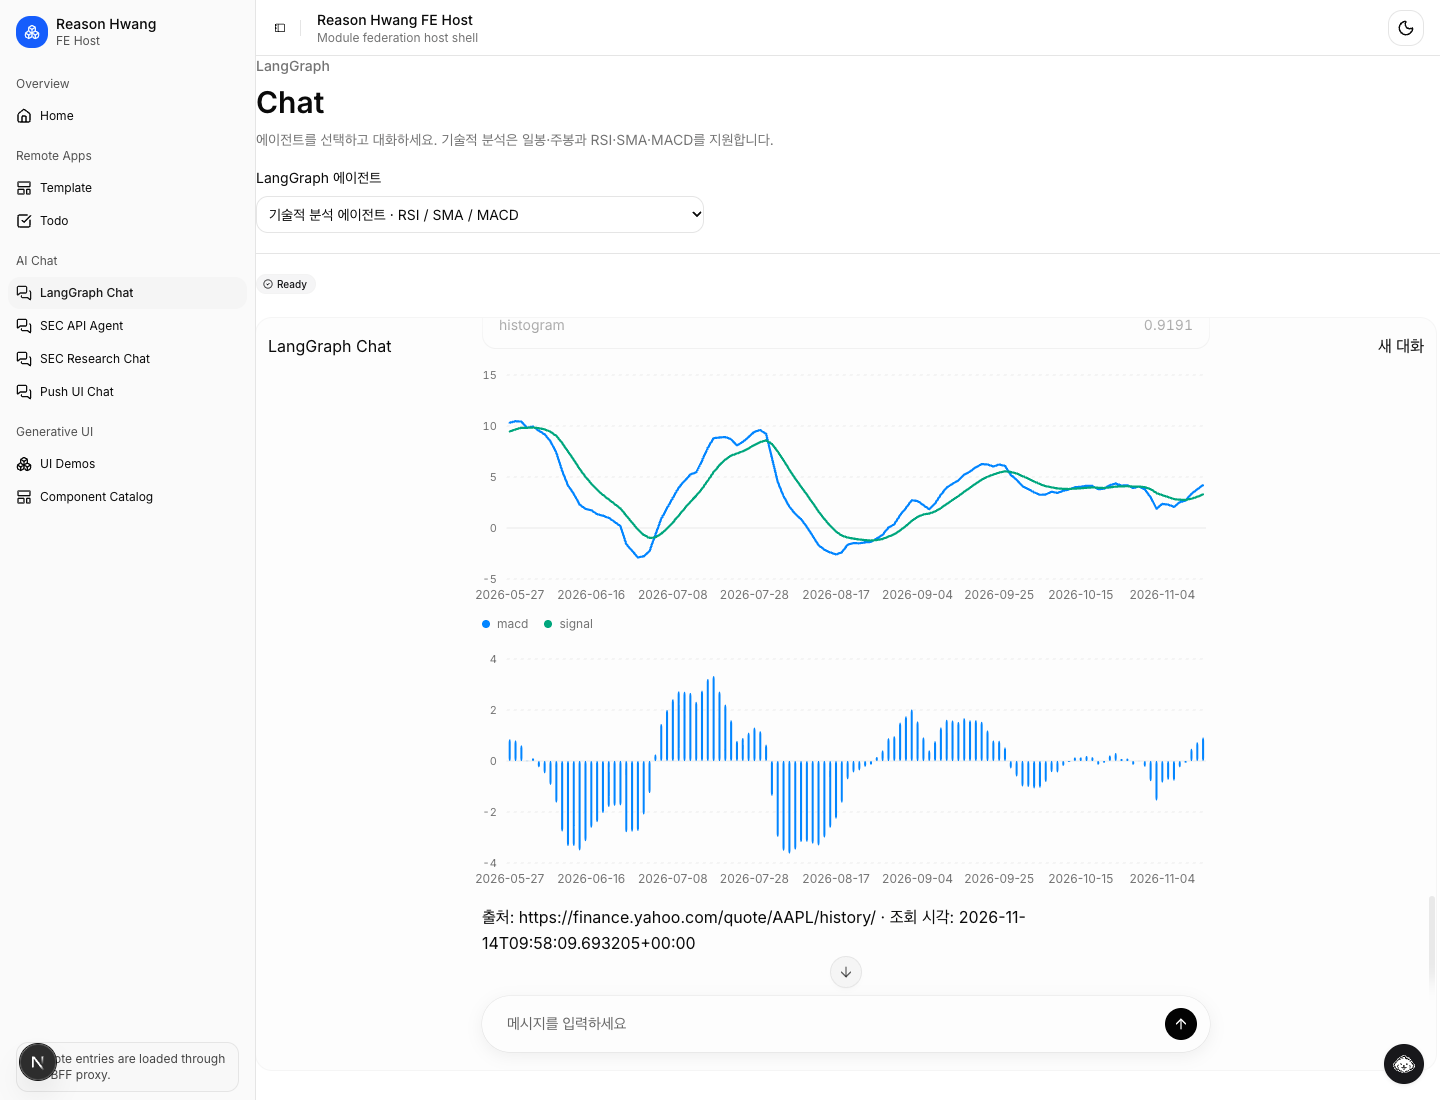 Reason Hwang
FE Host
Overview
Home
Remote Apps
Template
Todo
AI Chat
LangGraph Chat
SEC API Agent
SEC Research Chat
Push UI Chat
Generative UI
UI Demos
Component Catalog
ote entries are loaded through
BFF proxy.
Reason Hwang FE Host
Module federation host shell
LangGraph
Chat
에이전트를 선택하고 대화하세요. 기술적 분석은 일봉·주봉과 RSI·SMA·MACD를 지원합니다.
LangGraph 에이전트
기술적 분석 에이전트 · RSI / SMA / MACD
Ready
histogram 0.9191
LangGraph Chat
새 대화
15
10
5
0
-5
2026-05-27 2026-06-16 2026-07-08 2026-07-28 2026-08-17 2026-09-04 2026-09-25 2026-10-15 2026-11-04
macd signal
4
2
0
-2
-4
2026-05-27 2026-06-16 2026-07-08 2026-07-28 2026-08-17 2026-09-04 2026-09-25 2026-10-15 2026-11-04
출처: https://finance.yahoo.com/quote/AAPL/history/ · 조회 시각: 2026-11-
14T09:58:09.693205+00:00
메시지를 입력하세요
N